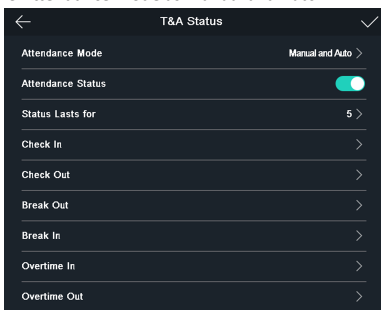 T&A Status
Attendance Mode Manual and Auto
Attendance Status
Status Lasts for 5
Check In
Check Out
Break Out
Break In
Overtime In
Overtime Out